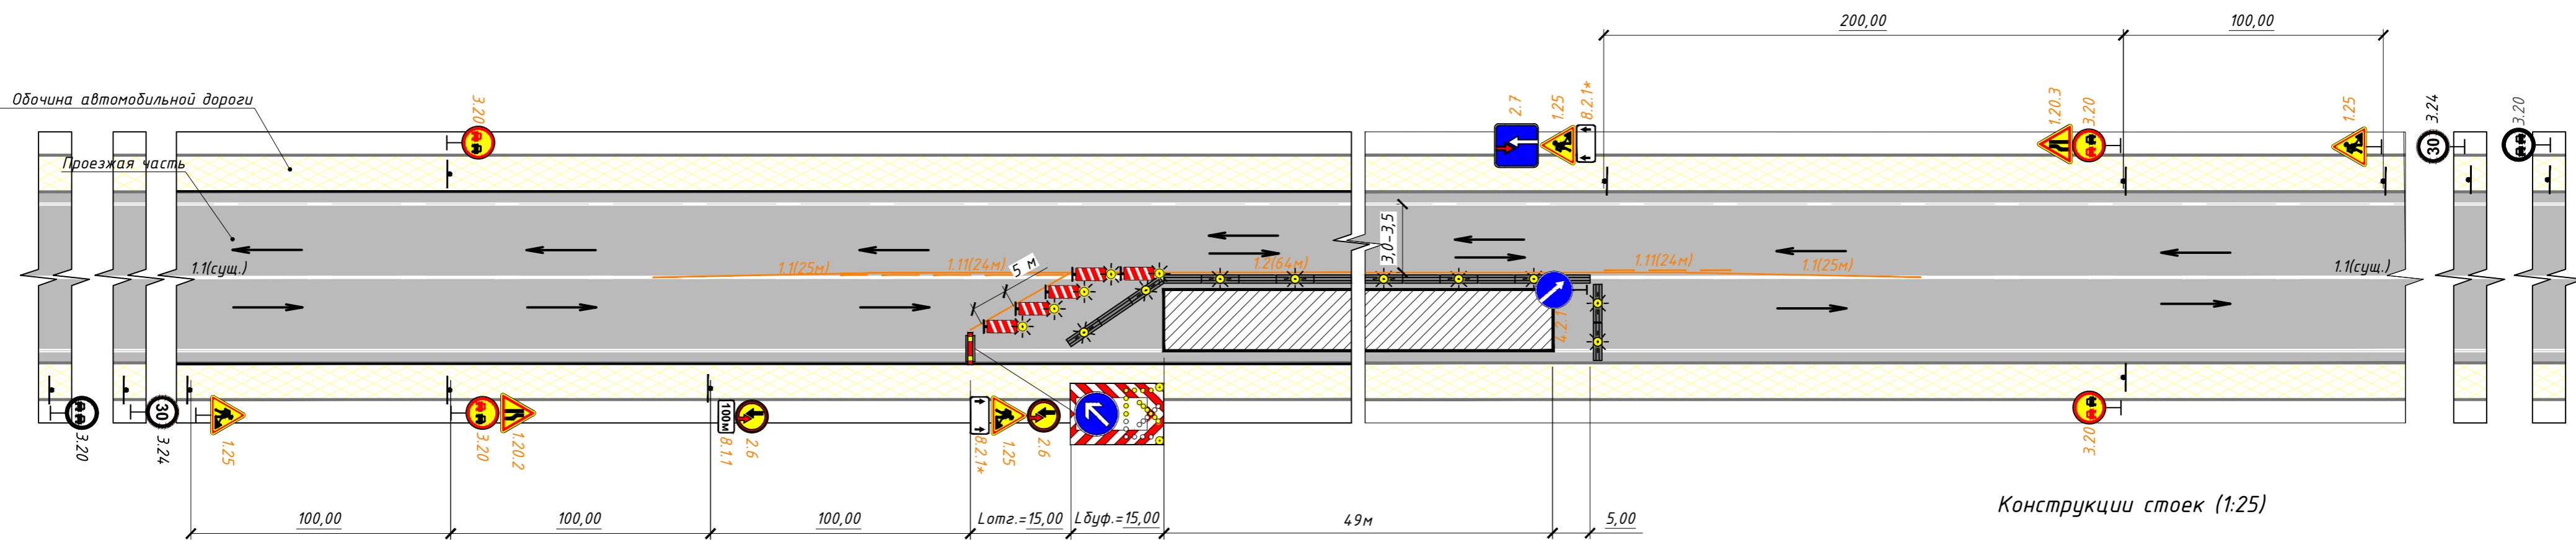 200,00
100,00
Обочина автомобильной дороги
3.20
2.7
1.25
8.2.1*
1.20.3
3.20
1.25
3.24
3.20
30
Проезжая часть
3,0-3,5
1.1(сущ.)
1.1(25м)
1.11(24м)
5 м
1.2(64м)
1.11(24м)
1.1(25м)
1.1(сущ.)
4.2.1
30
100м
3.20
3.24
1.25
3.20
1.20.2
8.1.1
2.6
8.2.1*
1.25
2.6
3.20
Конструкции стоек (1:25)
100,00
100,00
100,00
Lотг.=15,00
Lбуф.=15,00
49м
5,00